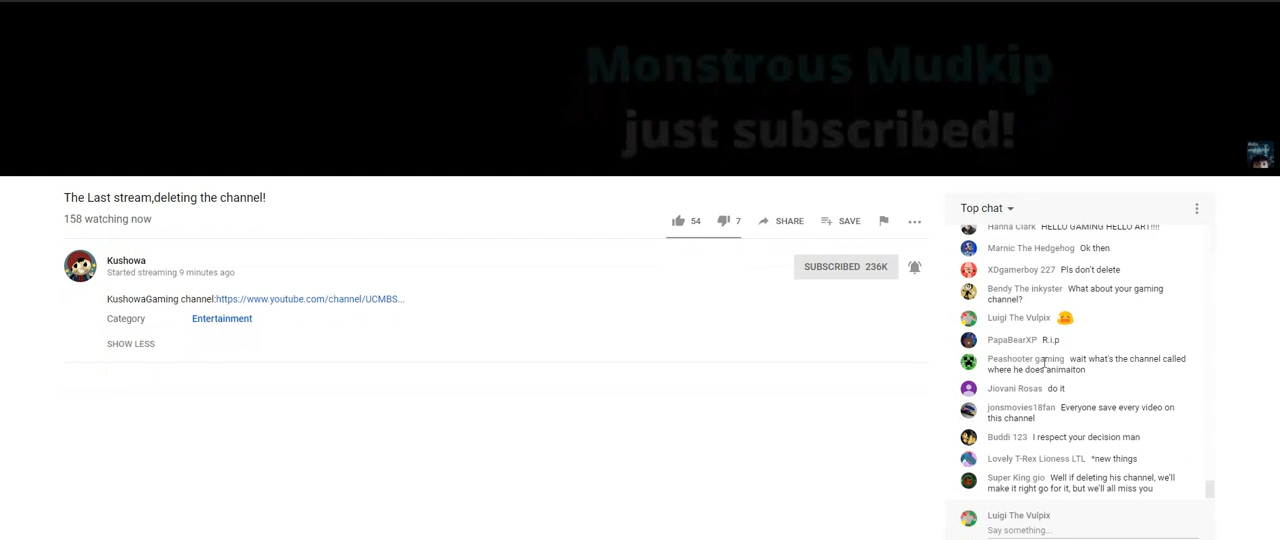 Monstrous Mudkip
just subscribed!
The Last stream,deleting the channel!
158 watching now
54
7
SHARE
SAVE
Kushowa
Started streaming 9 minutes ago
SUBSCRIBED 236K
KushowaGaming channel:https://www.youtube.com/channel/UCMBS...
Category Entertainment
SHOW LESS
Top chat
Hanna Clark HELLO GAMING HELLO ART!!!!
Marnic The Hedgehog Ok then
XDgamerboy 227 Pls don't delete
Bendy The inkyster What about your gaming
channel?
Luigi The Vulpix
PapaBearXP R.i.p
Peashooter gaming wait what's the channel called
where he does animaiton
Jiovani Rosas do it
jonsmovies18fan Everyone save every video on
this channel
Buddi 123 I respect your decision man
Lovely T-Rex Lioness LTL *new things
Super King gio Well if deleting his channel, we'll
make it right go for it, but we'll all miss you
Luigi The Vulpix
Say something...